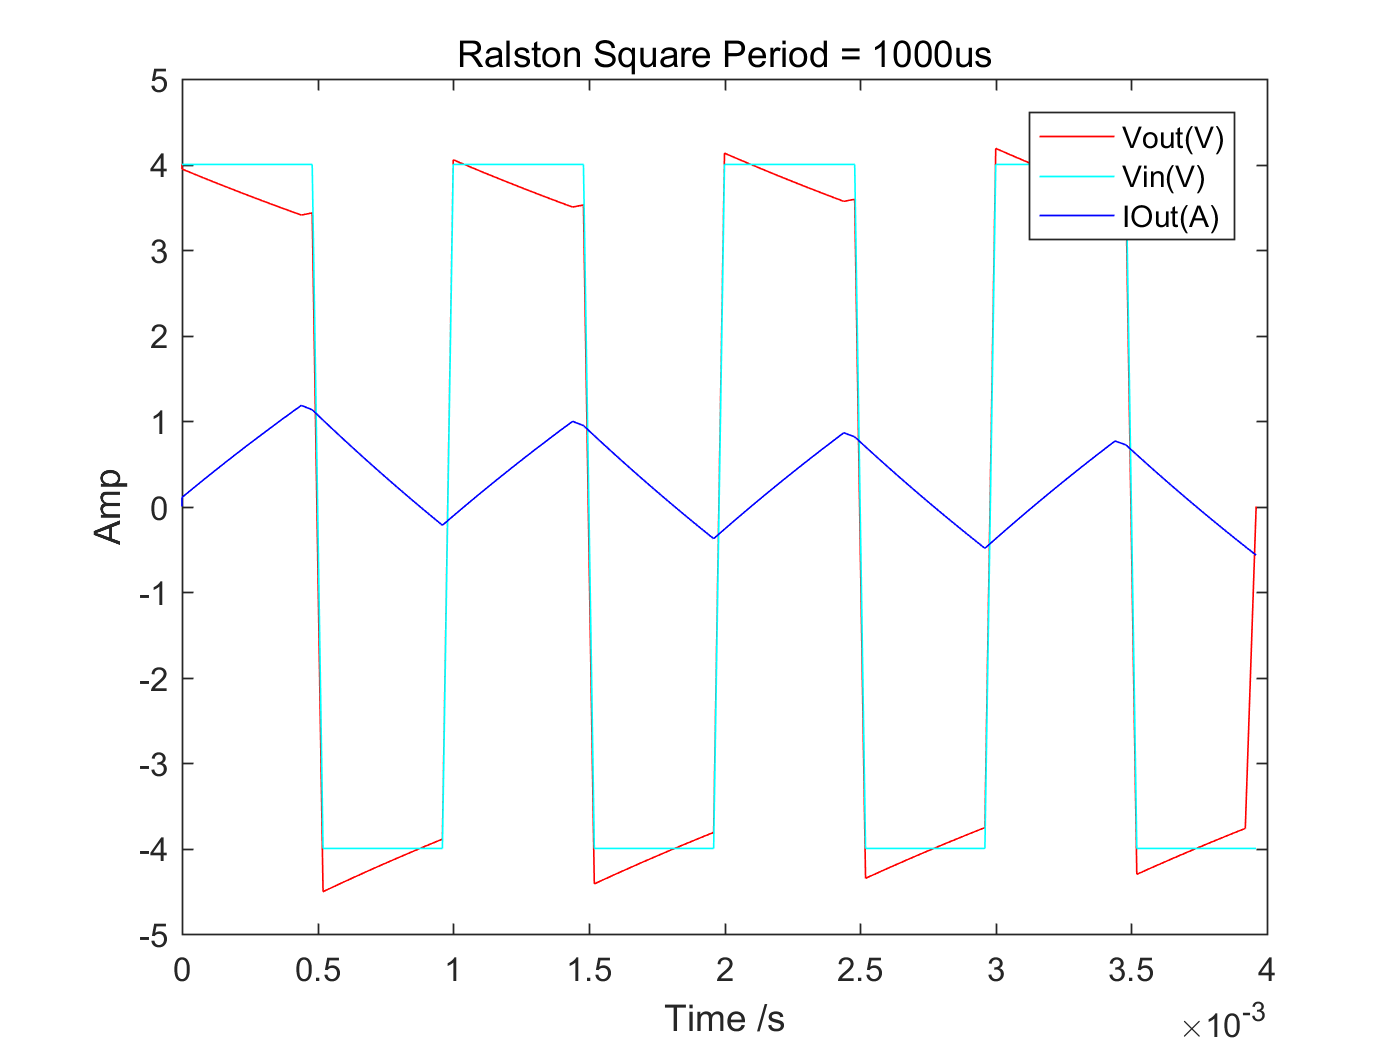 Ralston Square Period = 1000us
Vout(V)
Vin(V)
IOut(A)
5
4
3
2
1
0
-1
-2
-3
-4
-5
Amp
0 0.5 1 1.5 2 2.5 3 3.5 4
Time /s
×10-3